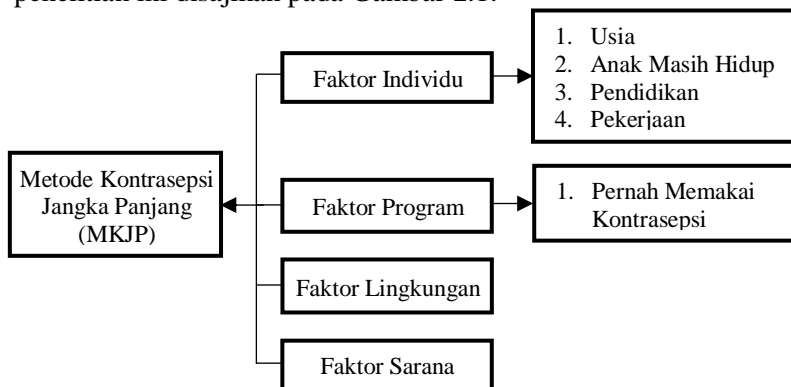 penelitian ini disajikan pada Gambar 2.1.
1. Usia
2. Anak Masih Hidup
3. Pendidikan
4. Pekerjaan
Faktor Individu
Metode Kontrasepsi
Jangka Panjang
(MKJP)
Faktor Program
1. Pernah Memakai
Kontrasepsi
Faktor Lingkungan
Faktor Sarana